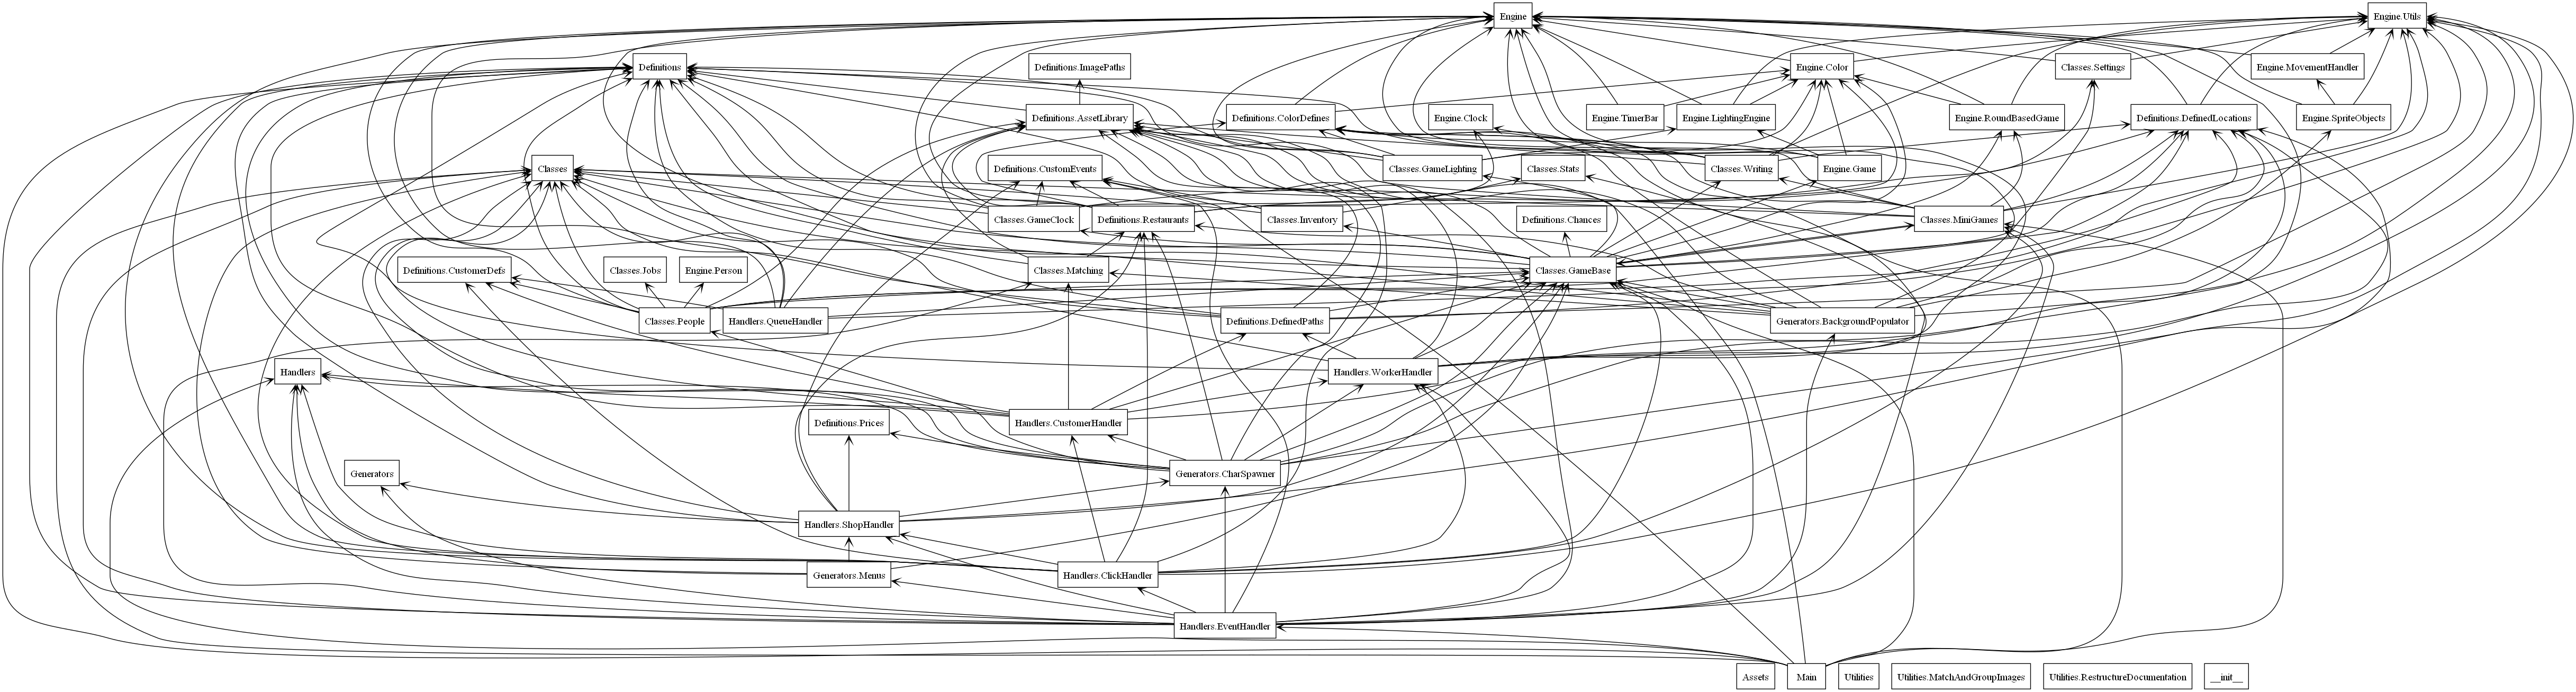 Engine
Engine.Utils
Definitions
Definitions.ImagePaths
Engine.Color
Classes.Settings
Engine.MovementHandler
Definitions.AssetLibrary
Definitions.ColorDefines
Engine.Clock
Engine.TimerBar
Engine.LightingEngine
Engine.RoundBasedGame
Definitions.DefinedLocations
Engine.SpriteObjects
Classes
Definitions.CustomEvents
Classes.GameLighting
Classes.Stats
Classes.Writing
Engine.Game
Classes.GameClock
Definitions.Restaurants
Classes.Inventory
Definitions.Chances
Classes.MiniGames
Definitions.CustomerDefs
Classes.Jobs
Engine.Person
Classes.Matching
Classes.GameBase
Classes.People
Handlers.QueueHandler
Definitions.DefinedPaths
Generators.BackgroundPopulator
Handlers
Handlers.WorkerHandler
Definitions.Prices
Handlers.CustomerHandler
Generators
Generators.CharSpawner
Handlers.ShopHandler
Generators.Menus
Handlers.ClickHandler
Handlers.EventHandler
Assets
Main
Utilities
Utilities.MatchAndGroupImages
Utilities.RestructureDocumentation
__init__